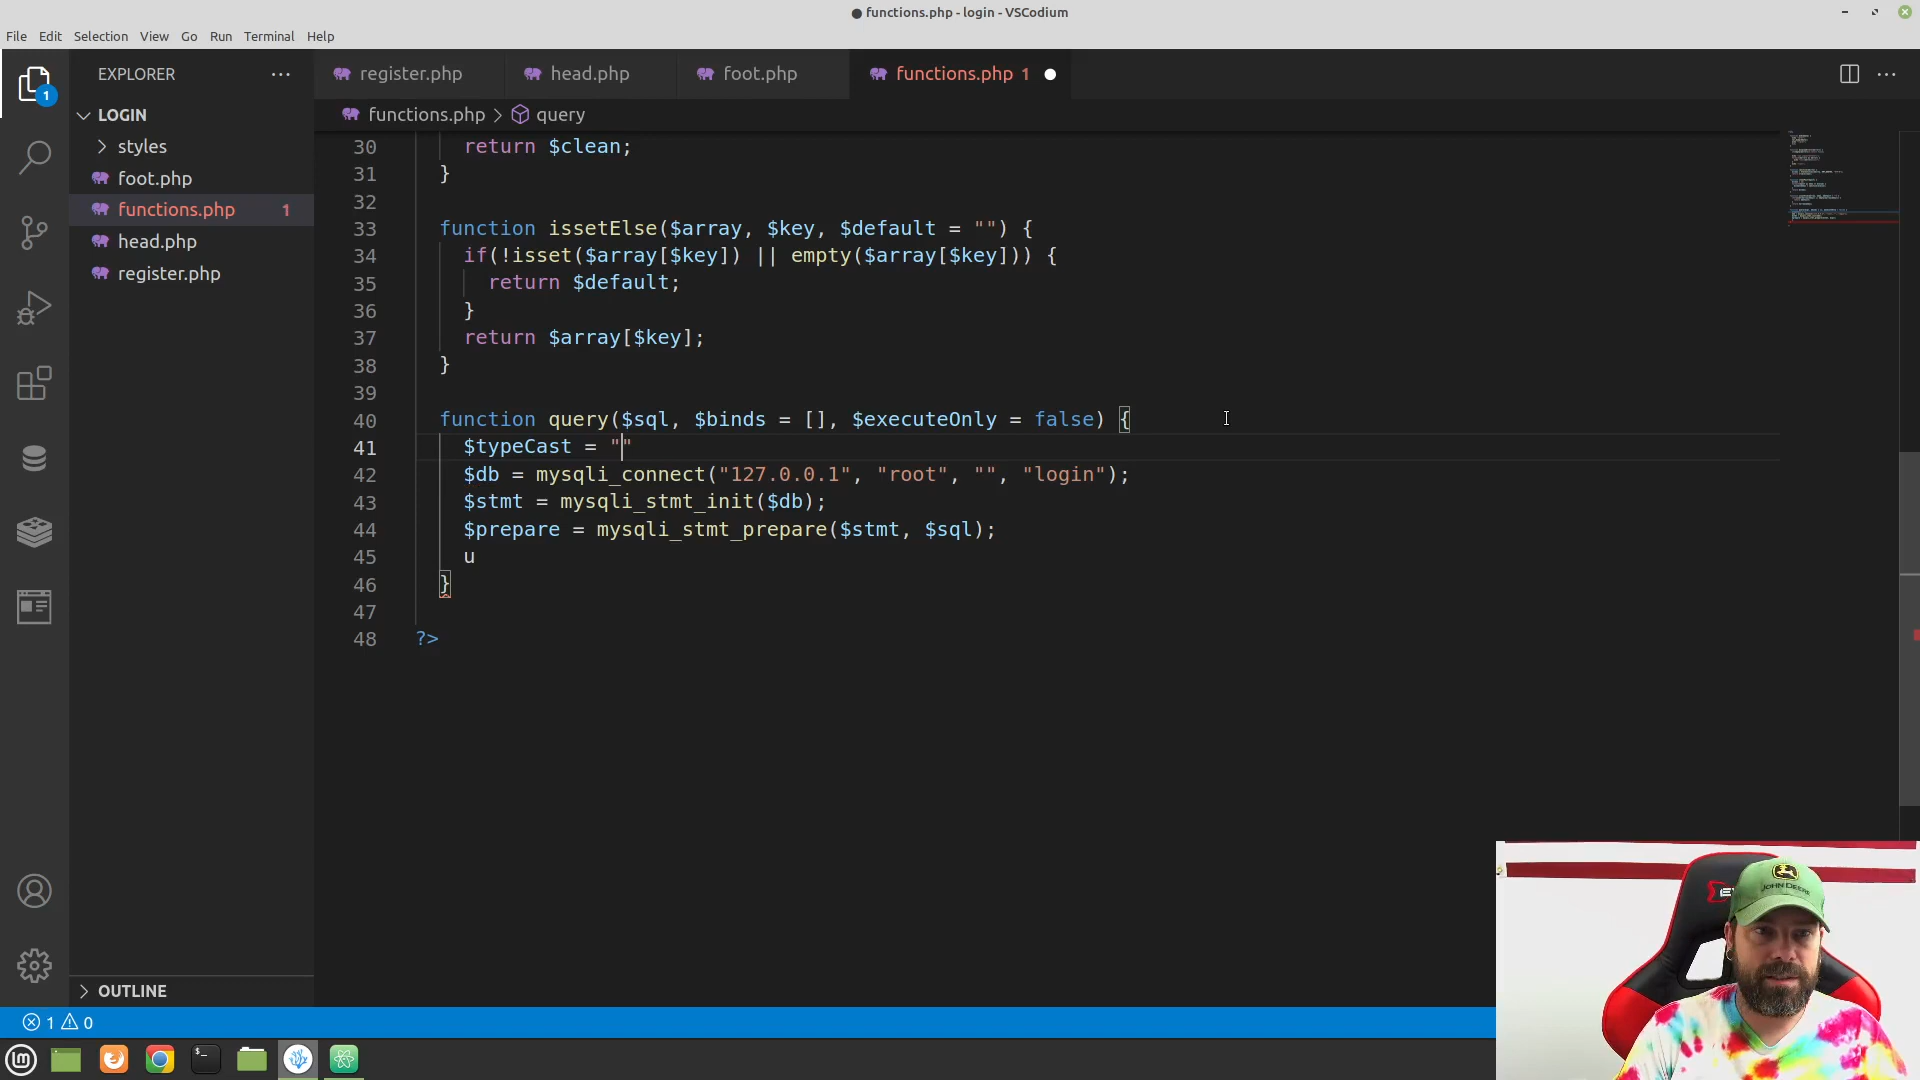 ● functions.php - login - VSCodium
File Edit Selection View Go Run Terminal Help
EXPLORER ···
register.php head.php foot.php functions.php 1 ●
LOGIN
styles
foot.php
functions.php 1
head.php
register.php
OUTLINE
functions.php > query
30 return $clean;
31 }
32
33 function issetElse($array, $key, $default = "") {
34 if(!isset($array[$key]) || empty($array[$key])) {
35 return $default;
36 }
37 return $array[$key];
38 }
39
40 function query($sql, $binds = [], $executeOnly = false) {
41 $typeCast = ""
42 $db = mysqli_connect("127.0.0.1", "root", "", "login");
43 $stmt = mysqli_stmt_init($db);
44 $prepare = mysqli_stmt_prepare($stmt, $sql);
45 u
46 }
47
48 ?>
1
JOHN DEERE
1 0